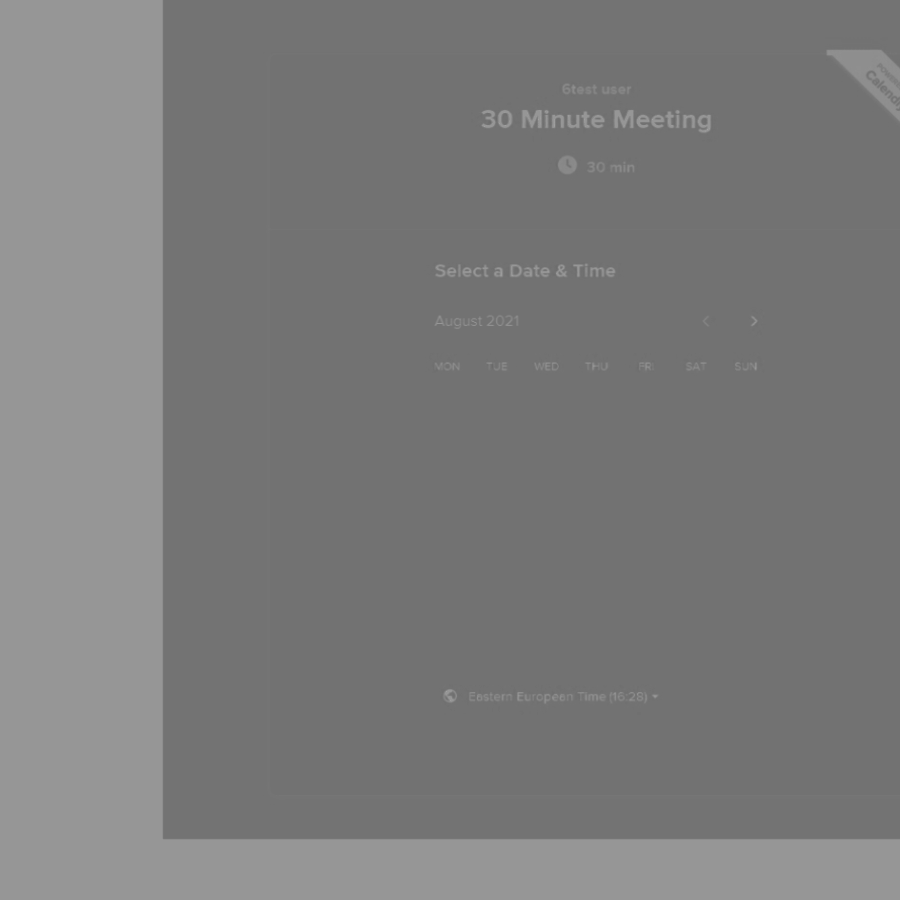 6test user
30 Minute Meeting
30 min
Select a Date & Time
August 2021
MON TUE WED THU FRI SAT SUN
Eastern European Time (16:28)
POWERED
Calendly